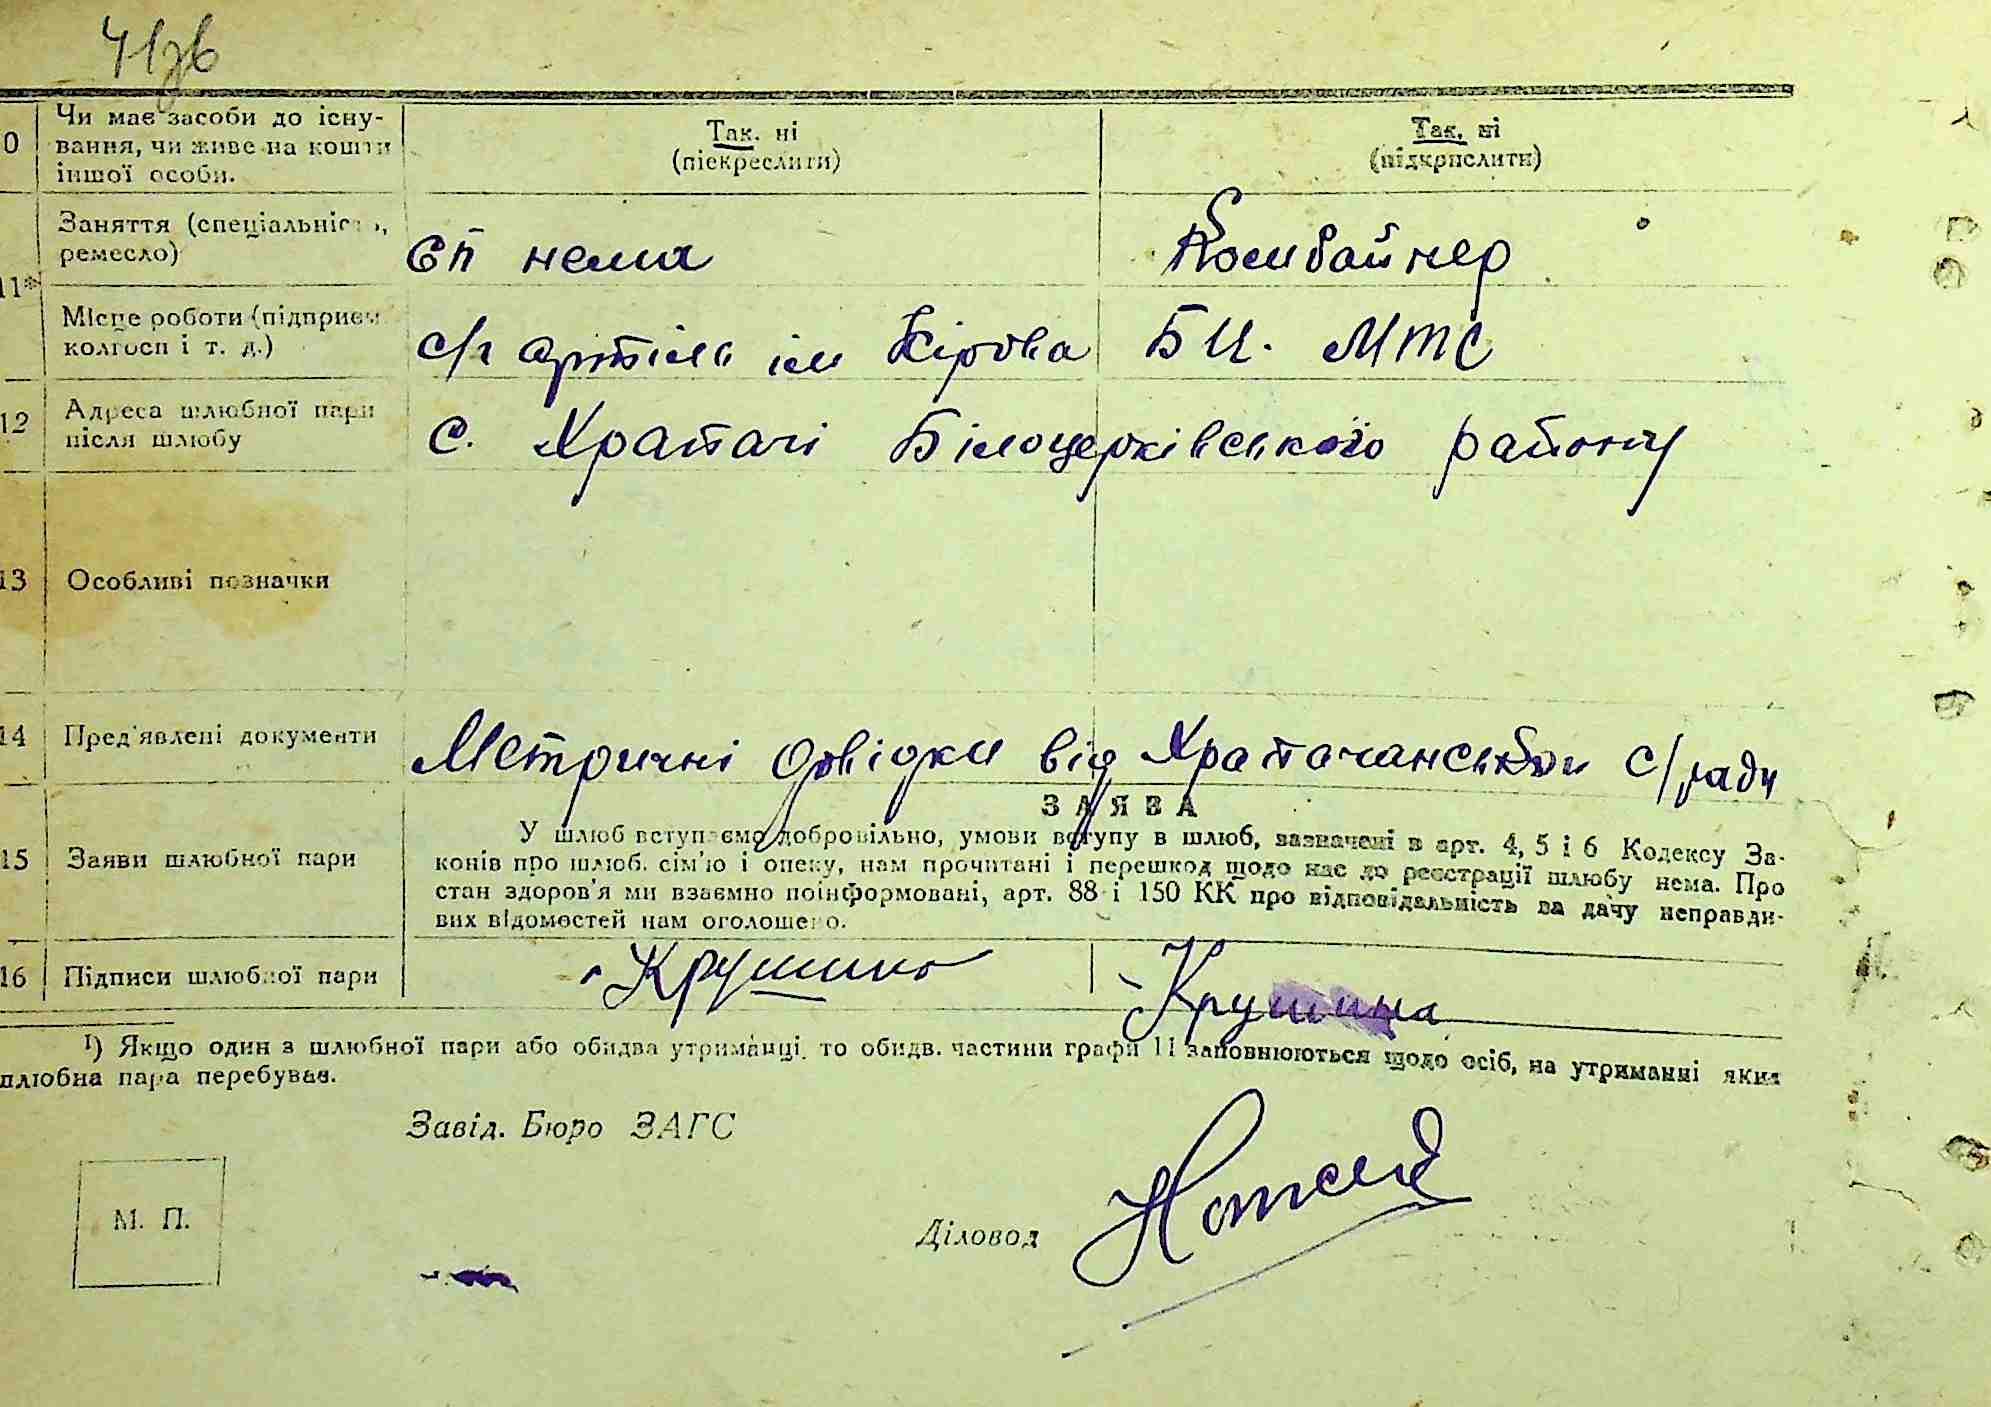 41зв
10 Чи має засоби до існу-
вання, чи живе на кошти
іншої особи.
Так. ні
(піекреслити)
Так. ні
(підкрислити)
11*
Заняття (спеціальність,
ремесло)
сп нема
Комбайнер
Місце роботи (підприєм
колгосп і т. д.)
с/г артіль ім Кірова
БЦ. МТС
12 Адреса шлюбної пари
після шлюбу
с. Храпачі Білоцерківського району
13 Особливі позначки
14 Пред'явлені документи
Метричні довідки від Храпачанської с/ради
ЗАЯВА
15 Заяви шлюбної пари
У шлюб вступаємо добровільно, умови вступу в шлюб, зазначені в арт. 4, 5 і 6 Кодексу За-
конів про шлюб. сім'ю і опеку, нам прочитані і перешкод щодо нас до реєстрації шлюбу нема. Про
стан здоров'я ми взаємно поінформовані, арт. 88 і 150 КК про відповідальність за дачу неправди-
вих відомостей нам оголошено.
16 Підписи шлюбної пари
Крушина
Крушина
1) Якщо один з шлюбної пари або обидва утриманці. то обидв. частини графи 11 заповнюються щодо осіб, на утриманні яких
шлюбна пара перебуває.
Завід. Бюро ЗАГС
М. П.
Діловод